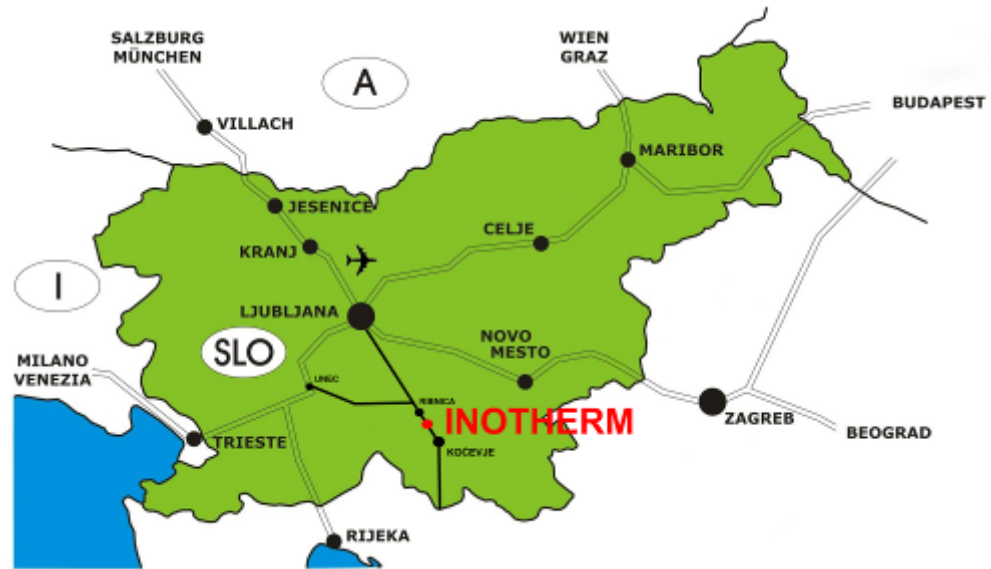 SALZBURG
MÜNCHEN
A
WIEN
GRAZ
BUDAPEST
VILLACH
MARIBOR
JESENICE
CELJE
KRANJ
I
LJUBLJANA
SLO
NOVO
MESTO
MILANO
VENEZIA
UNEC
RIBNICA
INOTHERM
ZAGREB
BEOGRAD
TRIESTE
KOČEVJE
RIJEKA